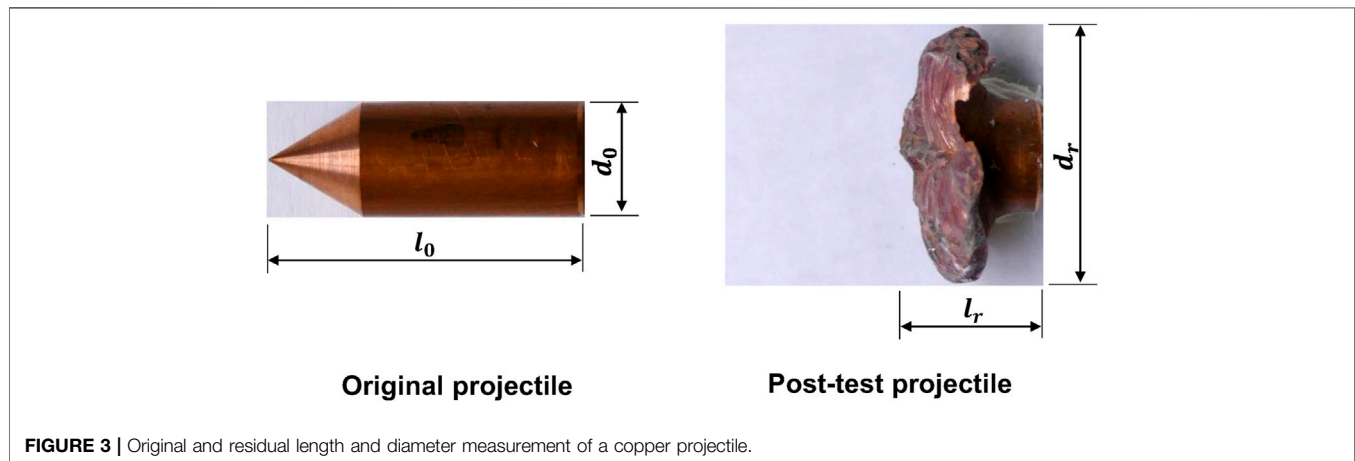 d₀
l₀
dᵣ
lᵣ
Original projectile
Post-test projectile
FIGURE 3 | Original and residual length and diameter measurement of a copper projectile.